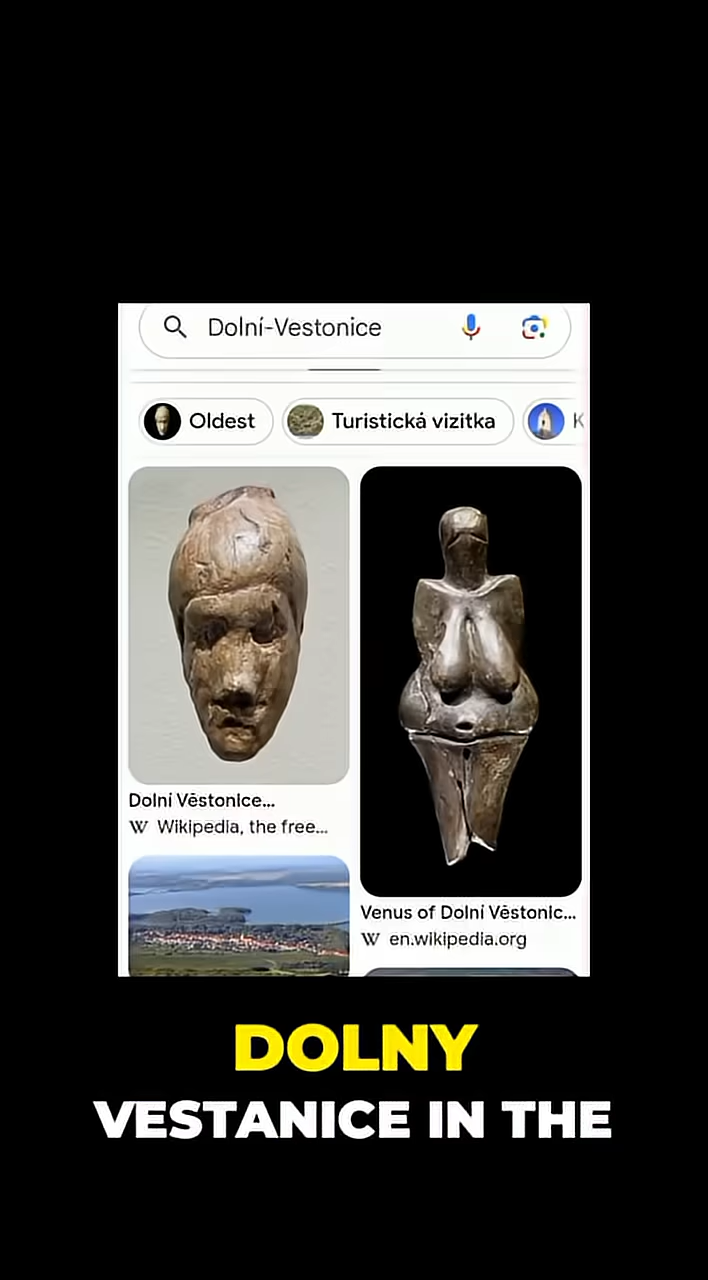 Dolní-Vestonice
Oldest
Turistická vizitka
K
Dolní Věstonice...
W Wikipedia, the free...
Venus of Dolní Věstonic...
W en.wikipedia.org
DOLNY
VESTANICE IN THE